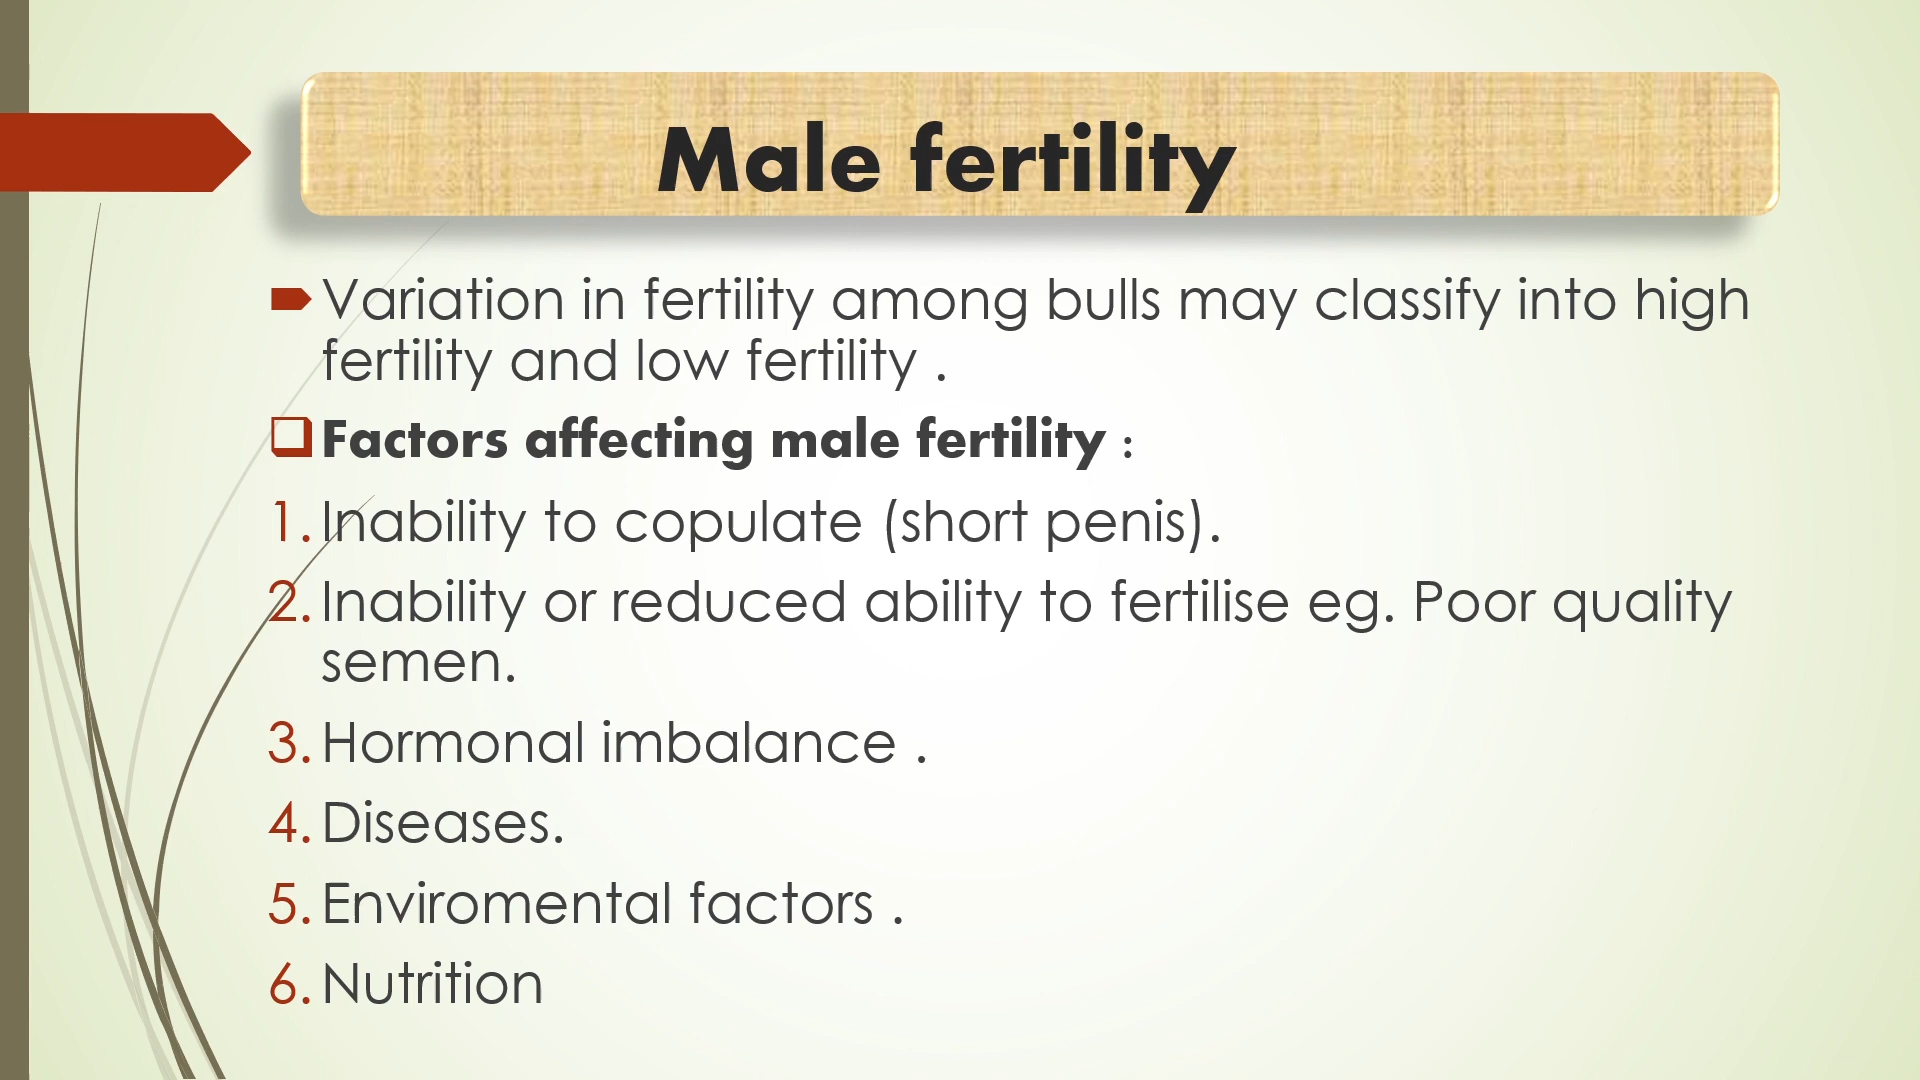 Male fertility
Variation in fertility among bulls may classify into high
fertility and low fertility .
Factors affecting male fertility :
1. Inability to copulate (short penis).
2. Inability or reduced ability to fertilise eg. Poor quality
semen.
3. Hormonal imbalance .
4. Diseases.
5. Enviromental factors .
6. Nutrition